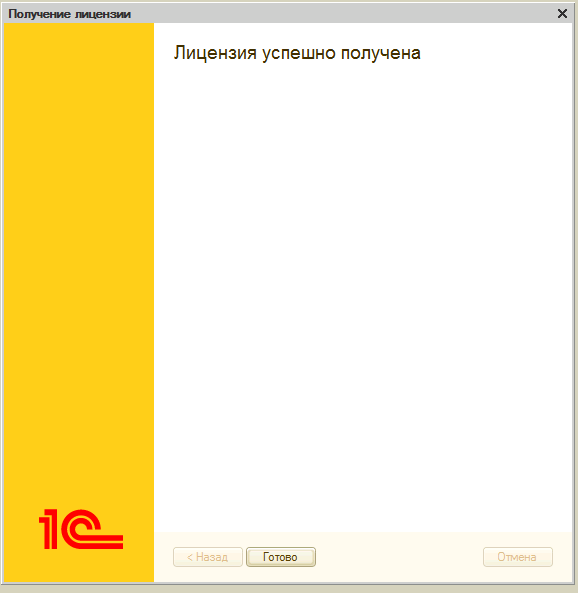 Получение лицензии
Лицензия успешно получена
1С
< Назад
Готово
Отмена